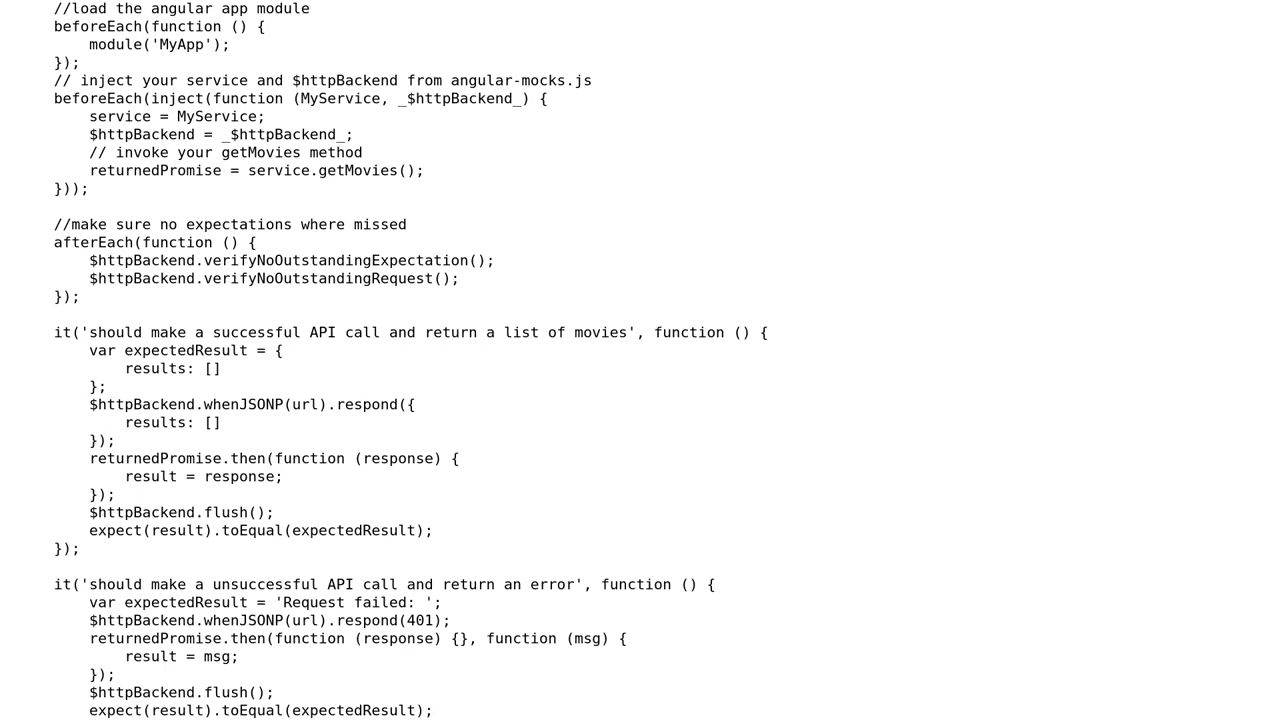 //load the angular app module
beforeEach(function () {
    module('MyApp');
});
// inject your service and $httpBackend from angular-mocks.js
beforeEach(inject(function (MyService, _$httpBackend_) {
    service = MyService;
    $httpBackend = _$httpBackend_;
    // invoke your getMovies method
    returnedPromise = service.getMovies();
}));

//make sure no expectations where missed
afterEach(function () {
    $httpBackend.verifyNoOutstandingExpectation();
    $httpBackend.verifyNoOutstandingRequest();
});

it('should make a successful API call and return a list of movies', function () {
    var expectedResult = {
        results: []
    };
    $httpBackend.whenJSONP(url).respond({
        results: []
    });
    returnedPromise.then(function (response) {
        result = response;
    });
    $httpBackend.flush();
    expect(result).toEqual(expectedResult);
});

it('should make a unsuccessful API call and return an error', function () {
    var expectedResult = 'Request failed: ';
    $httpBackend.whenJSONP(url).respond(401);
    returnedPromise.then(function (response) {}, function (msg) {
        result = msg;
    });
    $httpBackend.flush();
    expect(result).toEqual(expectedResult);